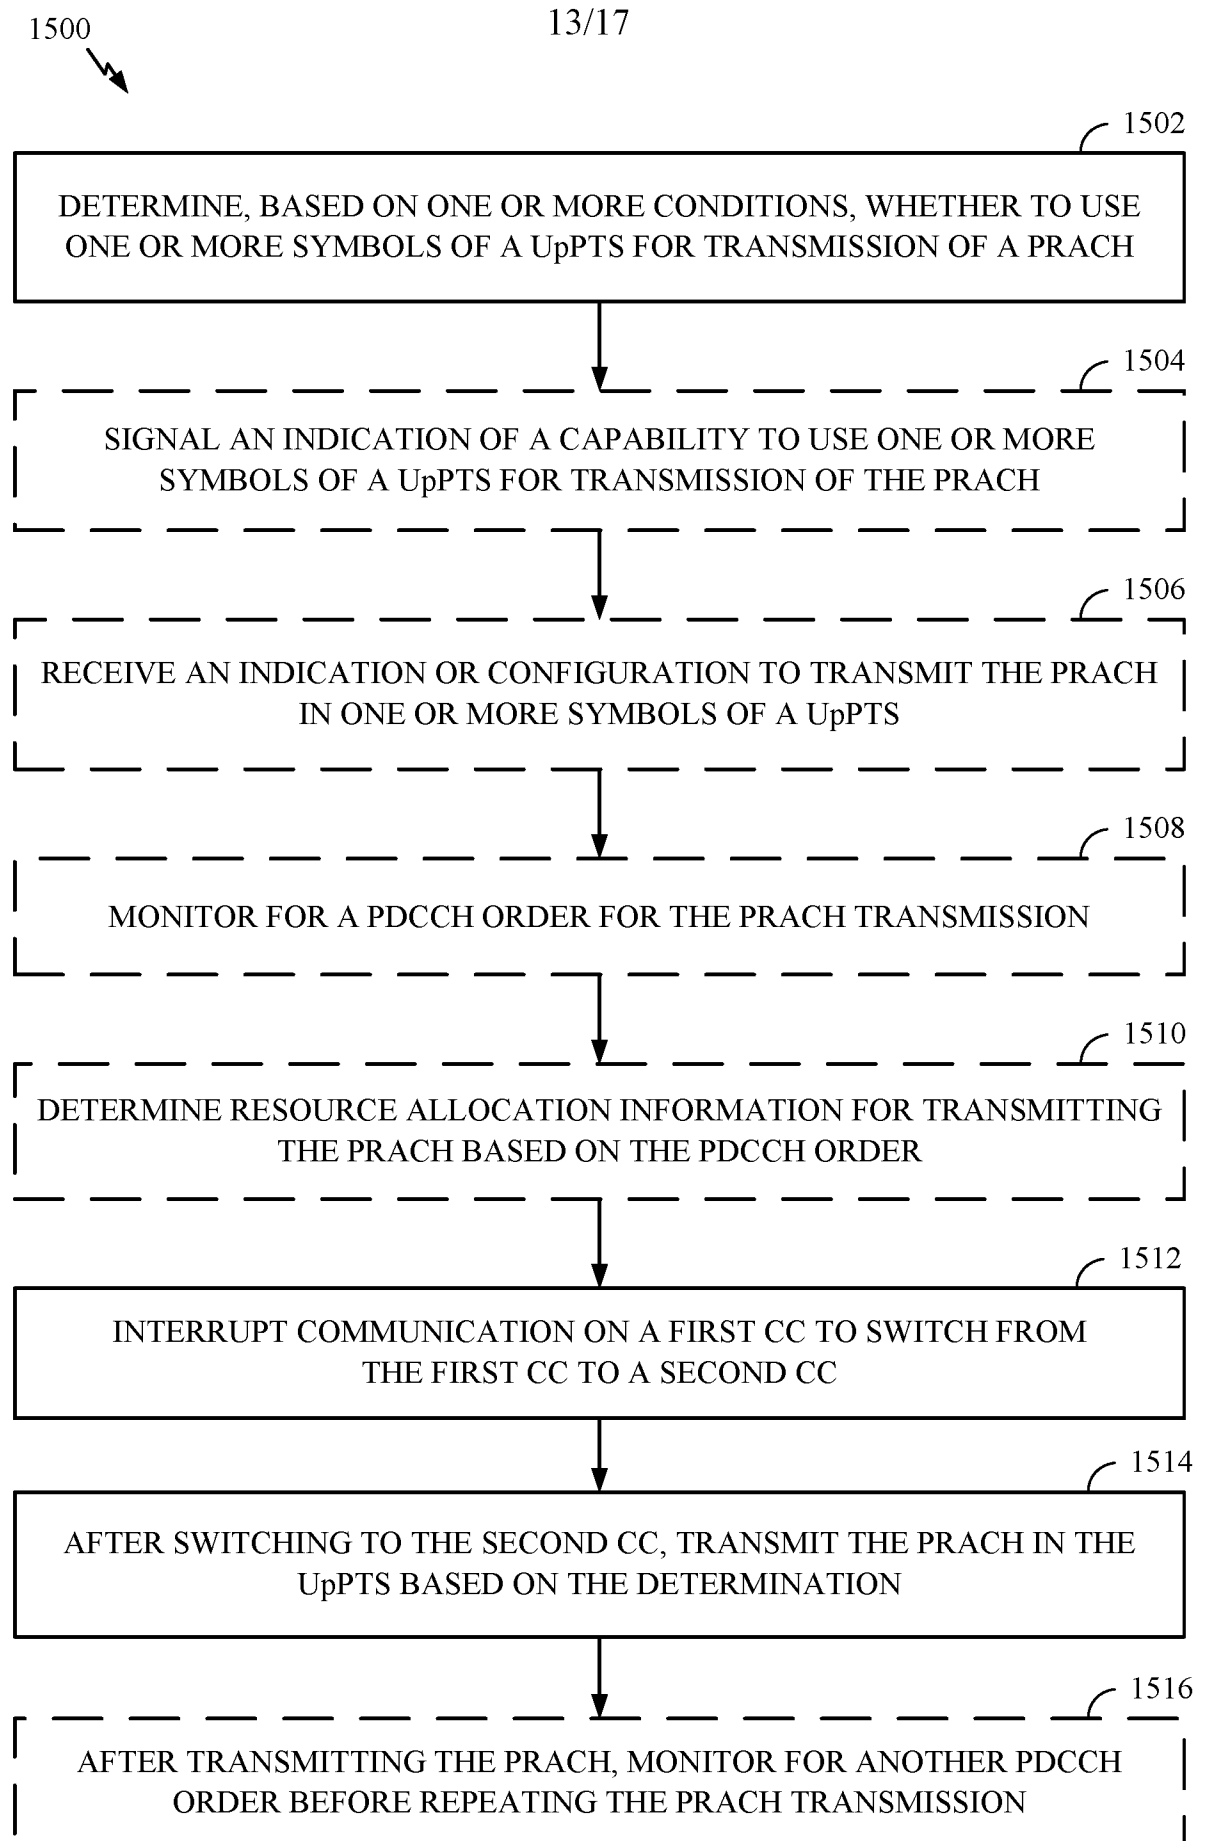 13/17
1500
1502
DETERMINE, BASED ON ONE OR MORE CONDITIONS, WHETHER TO USE
ONE OR MORE SYMBOLS OF A UpPTS FOR TRANSMISSION OF A PRACH
1504
SIGNAL AN INDICATION OF A CAPABILITY TO USE ONE OR MORE
SYMBOLS OF A UpPTS FOR TRANSMISSION OF THE PRACH
1506
RECEIVE AN INDICATION OR CONFIGURATION TO TRANSMIT THE PRACH
IN ONE OR MORE SYMBOLS OF A UpPTS
1508
MONITOR FOR A PDCCH ORDER FOR THE PRACH TRANSMISSION
1510
DETERMINE RESOURCE ALLOCATION INFORMATION FOR TRANSMITTING
THE PRACH BASED ON THE PDCCH ORDER
1512
INTERRUPT COMMUNICATION ON A FIRST CC TO SWITCH FROM
THE FIRST CC TO A SECOND CC
1514
AFTER SWITCHING TO THE SECOND CC, TRANSMIT THE PRACH IN THE
UpPTS BASED ON THE DETERMINATION
1516
AFTER TRANSMITTING THE PRACH, MONITOR FOR ANOTHER PDCCH
ORDER BEFORE REPEATING THE PRACH TRANSMISSION